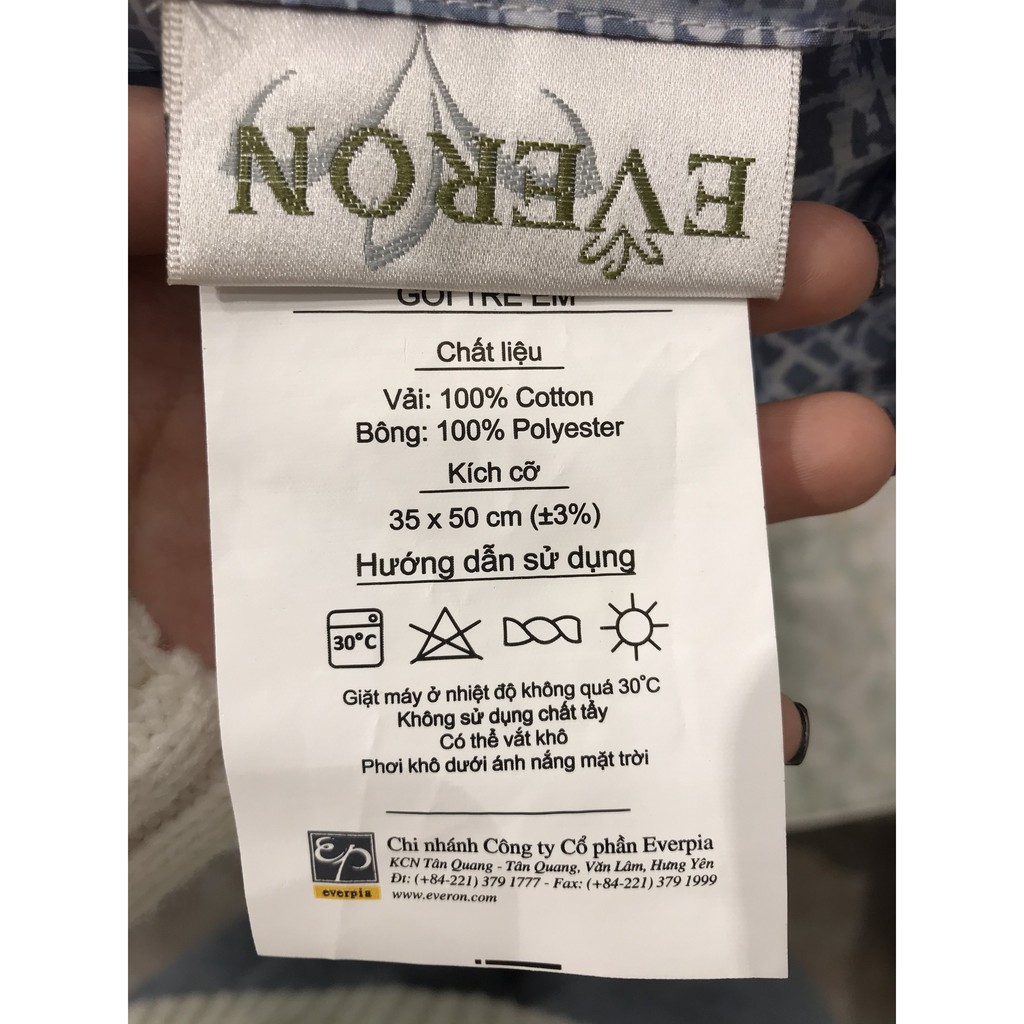 EVERON
GỐI TRẺ EM
Chất liệu
Vải: 100% Cotton
Bông: 100% Polyester
Kích cỡ
35 x 50 cm (±3%)
Hướng dẫn sử dụng
30°C
Giặt máy ở nhiệt độ không quá 30°C
Không sử dụng chất tẩy
Có thể vắt khô
Phơi khô dưới ánh nắng mặt trời
ep
everpia
Chi nhánh Công ty Cổ phần Everpia
KCN Tân Quang - Tân Quang, Văn Lâm, Hưng Yên
Đt: (+84-221) 379 1777 - Fax: (+84-221) 379 1999
www.everon.com